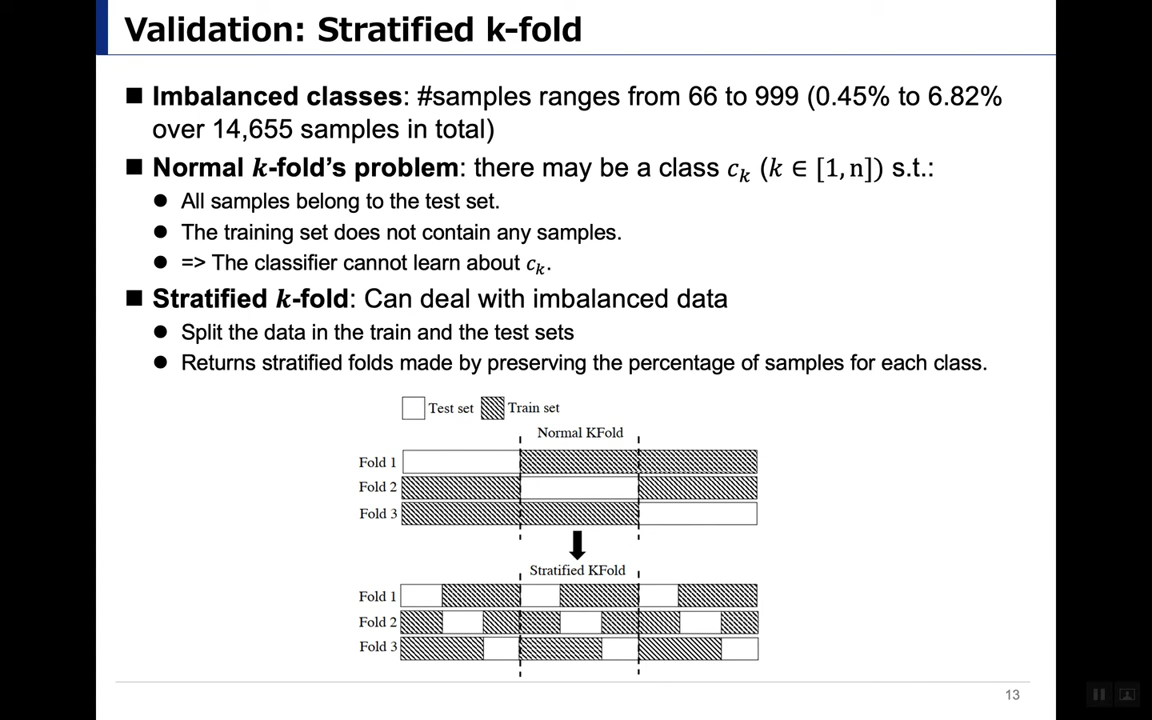 Validation: Stratified k-fold
■ Imbalanced classes: #samples ranges from 66 to 999 (0.45% to 6.82%
over 14,655 samples in total)
■ Normal k-fold’s problem: there may be a class cₖ (k ∈ [1, n]) s.t.:
● All samples belong to the test set.
● The training set does not contain any samples.
● => The classifier cannot learn about cₖ.
■ Stratified k-fold: Can deal with imbalanced data
● Split the data in the train and the test sets
● Returns stratified folds made by preserving the percentage of samples for each class.
Test set Train set
Normal KFold
Fold 1
Fold 2
Fold 3
Stratified KFold
Fold 1
Fold 2
Fold 3
13